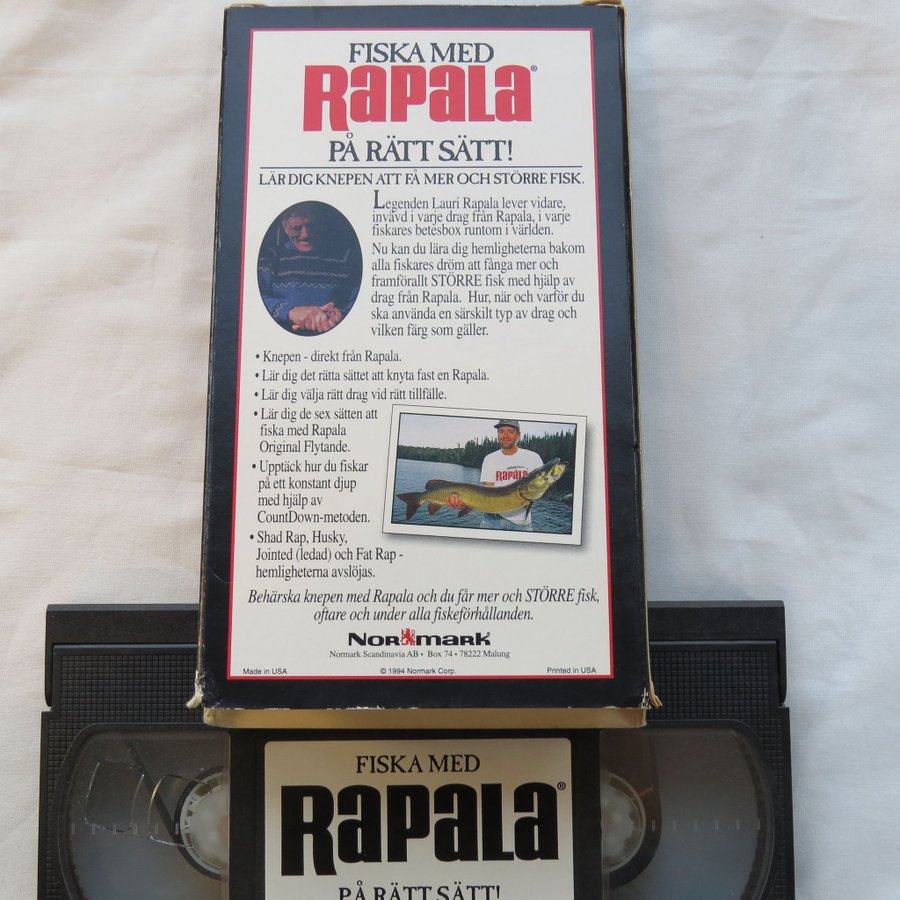 FISKA MED
RAPALA®
PÅ RÄTT SÄTT!
LÄR DIG KNEPEN ATT FÅ MER OCH STÖRRE FISK.
Legenden Lauri Rapala lever vidare,
invävd i varje drag från Rapala, i varje
fiskares betesbox runtom i världen.
Nu kan du lära dig hemligheterna bakom
alla fiskares dröm att fånga mer och
framförallt STÖRRE fisk med hjälp av
drag från Rapala. Hur, när och varför du
ska använda en särskilt typ av drag och
vilken färg som gäller.
• Knepen - direkt från Rapala.
• Lär dig det rätta sättet att knyta fast en Rapala.
• Lär dig välja rätt drag vid rätt tillfälle.
• Lär dig de sex sätten att
fiska med Rapala
Original Flytande.
• Upptäck hur du fiskar
på ett konstant djup
med hjälp av
CountDown-metoden.
• Shad Rap, Husky,
Jointed (ledad) och Fat Rap -
hemligheterna avslöjas.
RAPALA
Behärska knepen med Rapala och du får mer och STÖRRE fisk,
oftare och under alla fiskeförhållanden.
Normark
Normark Scandinavia AB • Box 74 • 78222 Malung
Made in USA © 1994 Normark Corp. Printed in USA
FISKA MED
RAPALA®
PÅ RÄTT SÄTT!